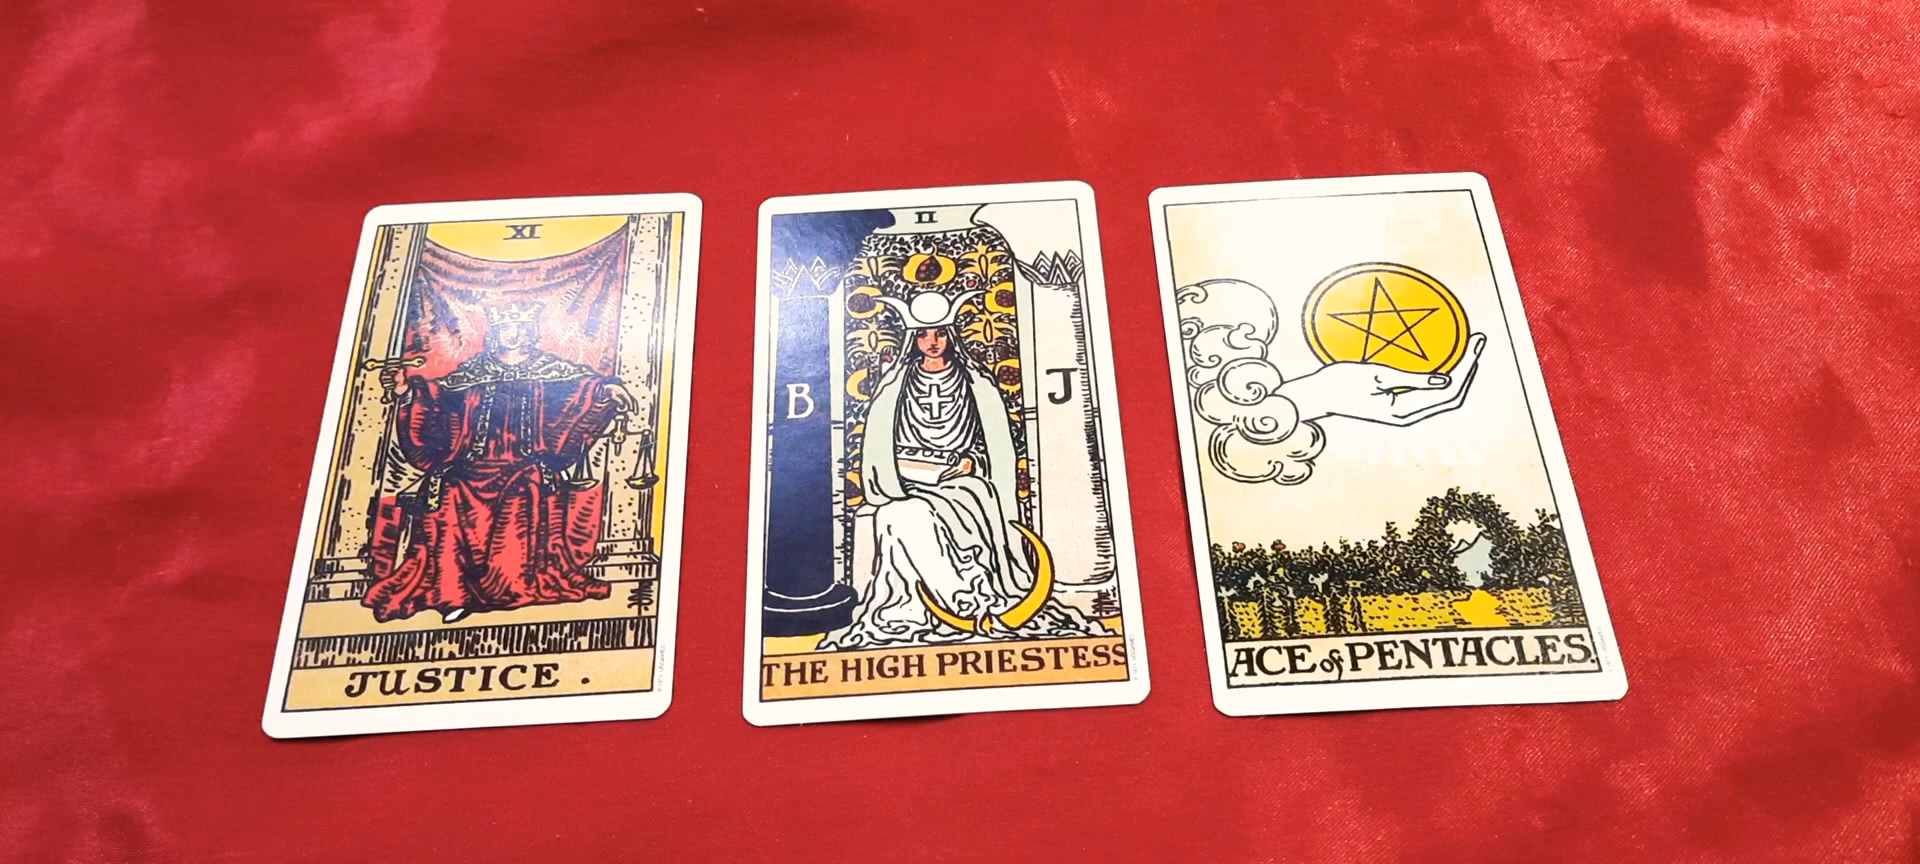 XI
JUSTICE .
II
B
J
THE HIGH PRIESTESS
ACE of PENTACLES.